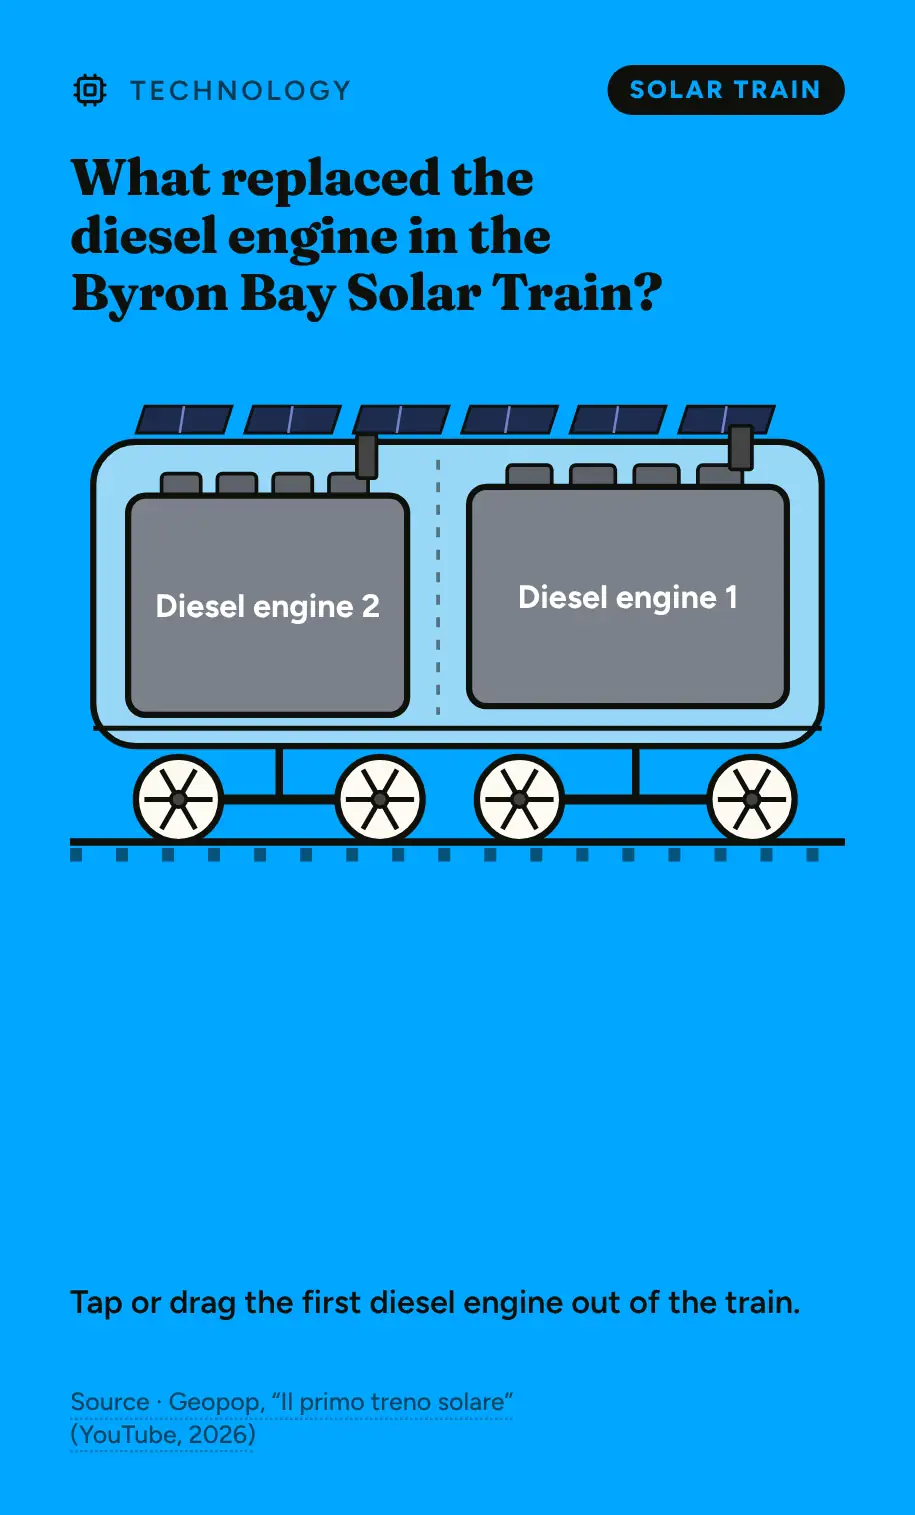 TECHNOLOGY
SOLAR TRAIN
What replaced the
diesel engine in the
Byron Bay Solar Train?
Diesel engine 2
Diesel engine 1
Tap or drag the first diesel engine out of the train.
Source · Geopop, “Il primo treno solare”
(YouTube, 2026)